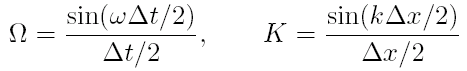 Ω = sin(ωΔt/2) / Δt/2 , K = sin(kΔx/2) / Δx/2